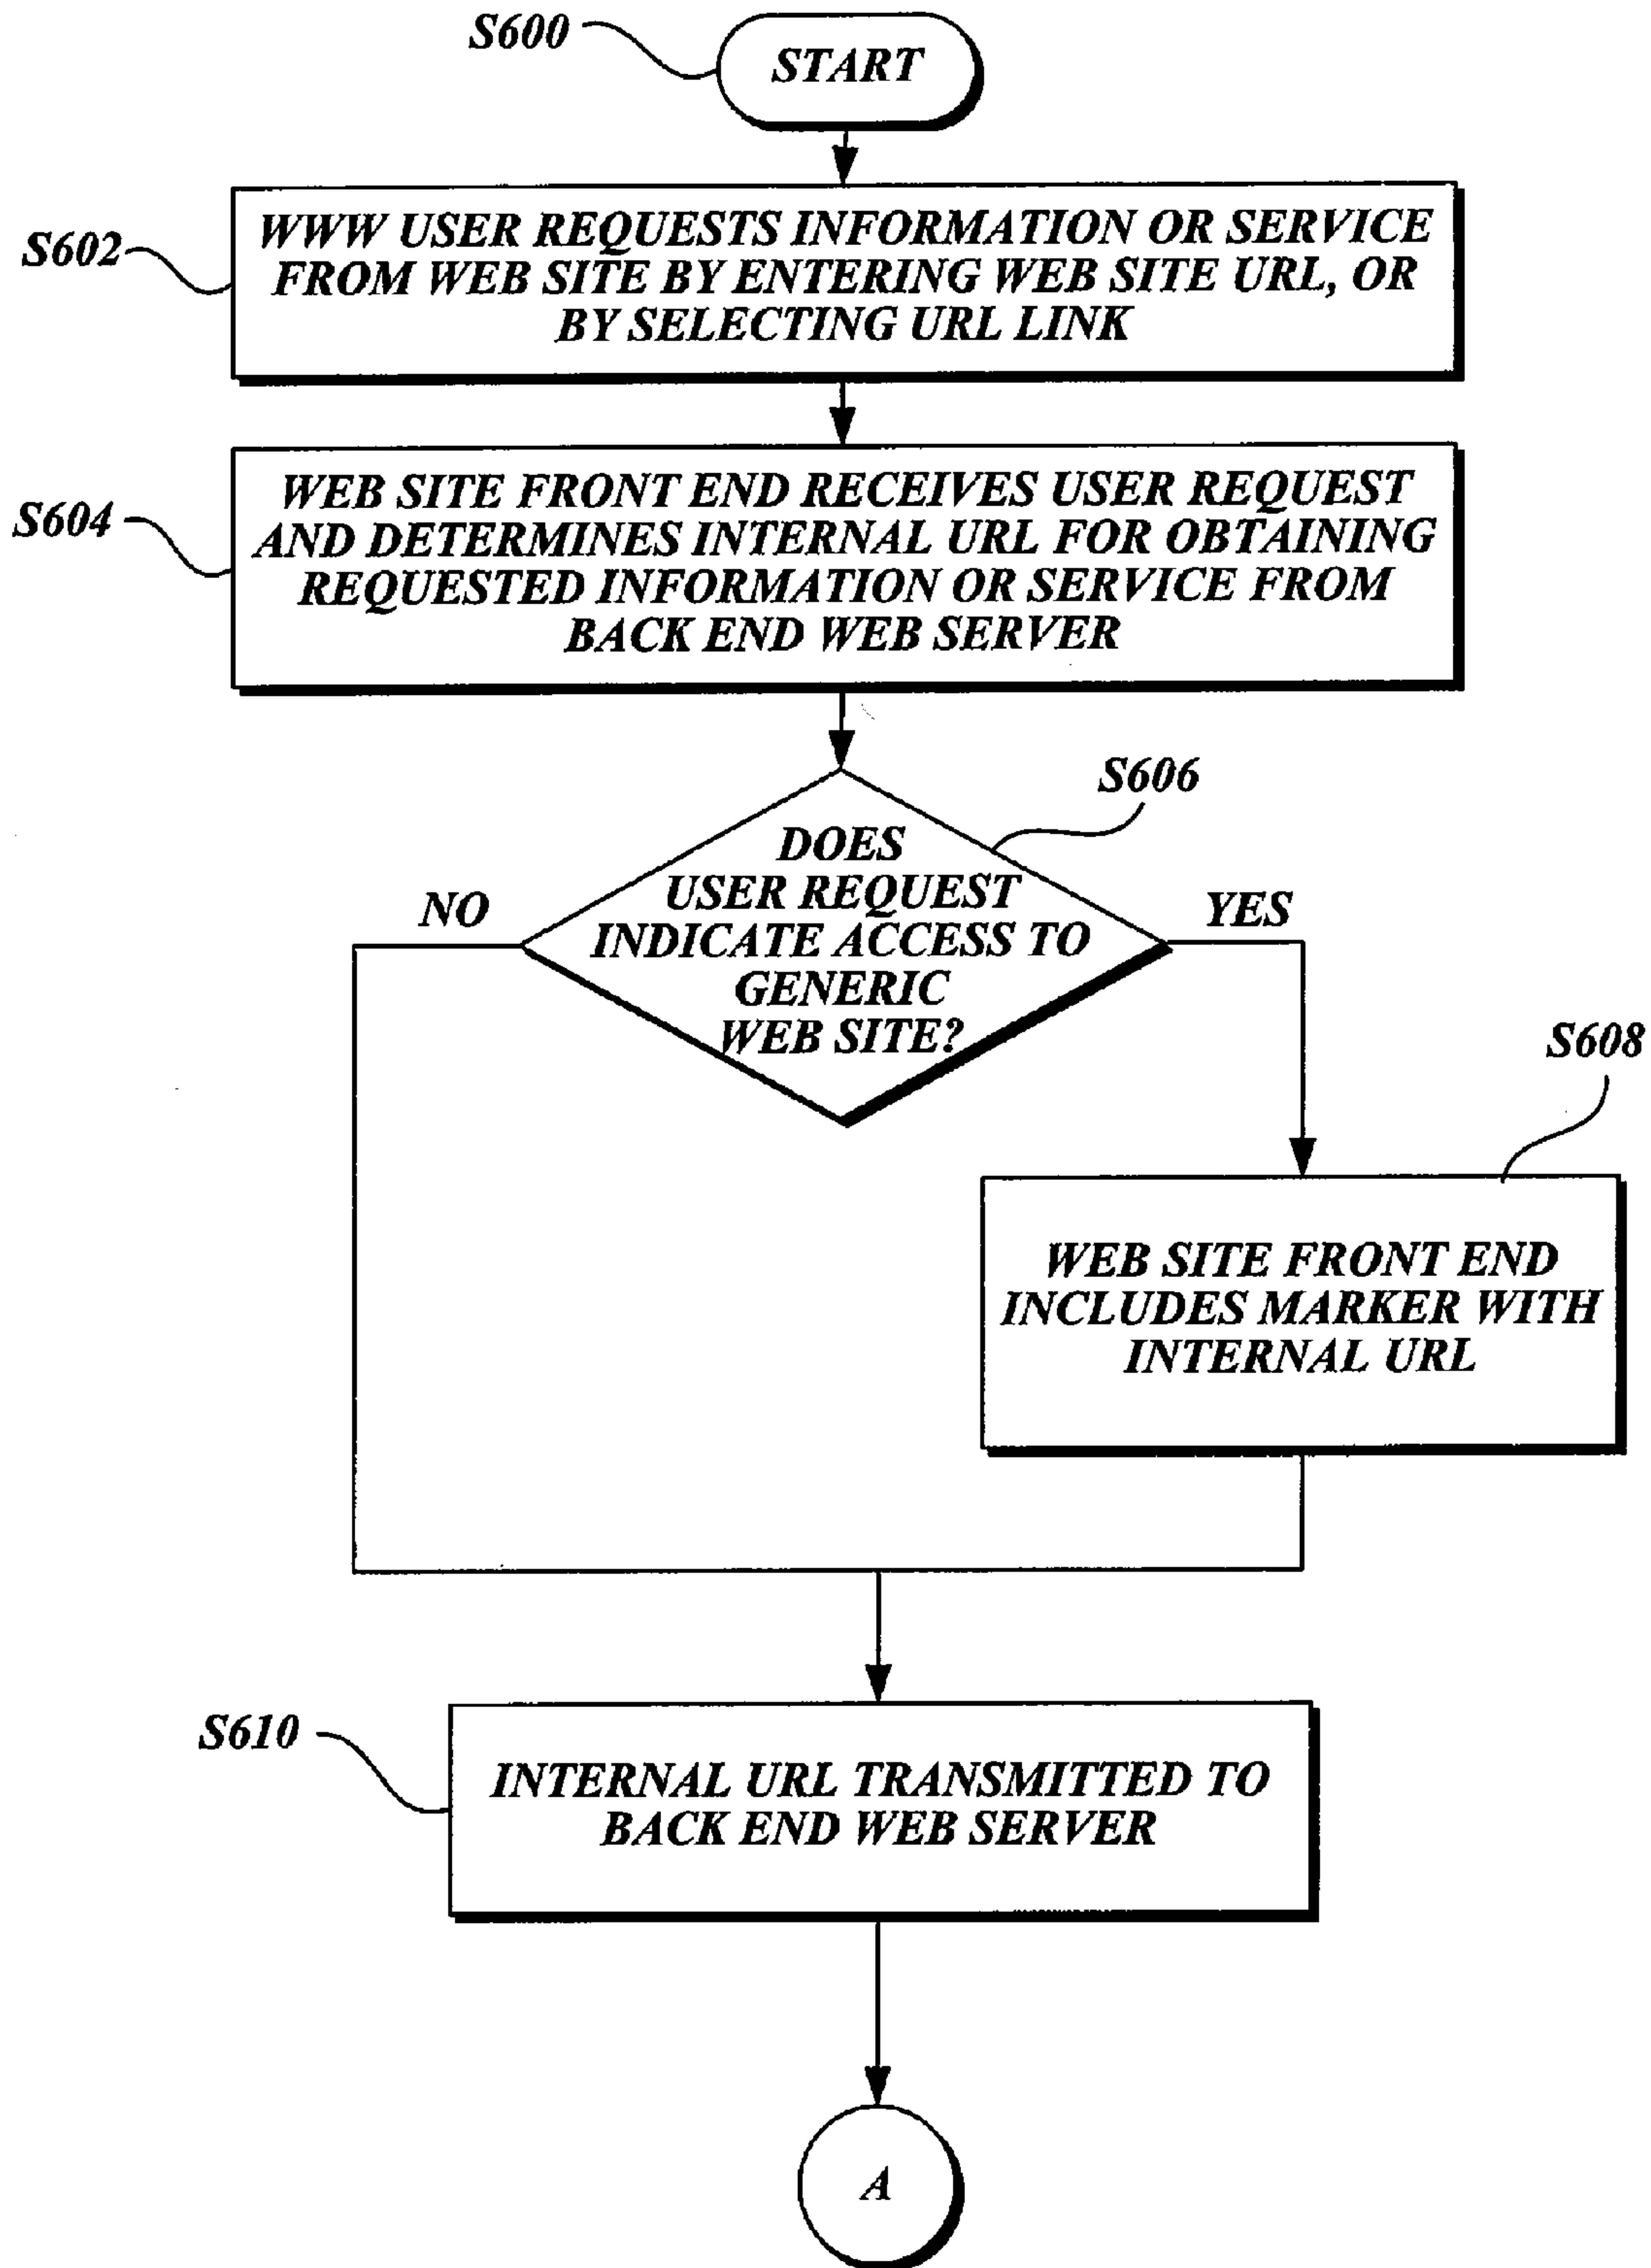 S600
START
S602
WWW USER REQUESTS INFORMATION OR SERVICE
FROM WEB SITE BY ENTERING WEB SITE URL, OR
BY SELECTING URL LINK
S604
WEB SITE FRONT END RECEIVES USER REQUEST
AND DETERMINES INTERNAL URL FOR OBTAINING
REQUESTED INFORMATION OR SERVICE FROM
BACK END WEB SERVER
S606
DOES
USER REQUEST
INDICATE ACCESS TO
GENERIC
WEB SITE?
NO
YES
S608
WEB SITE FRONT END
INCLUDES MARKER WITH
INTERNAL URL
S610
INTERNAL URL TRANSMITTED TO
BACK END WEB SERVER
A